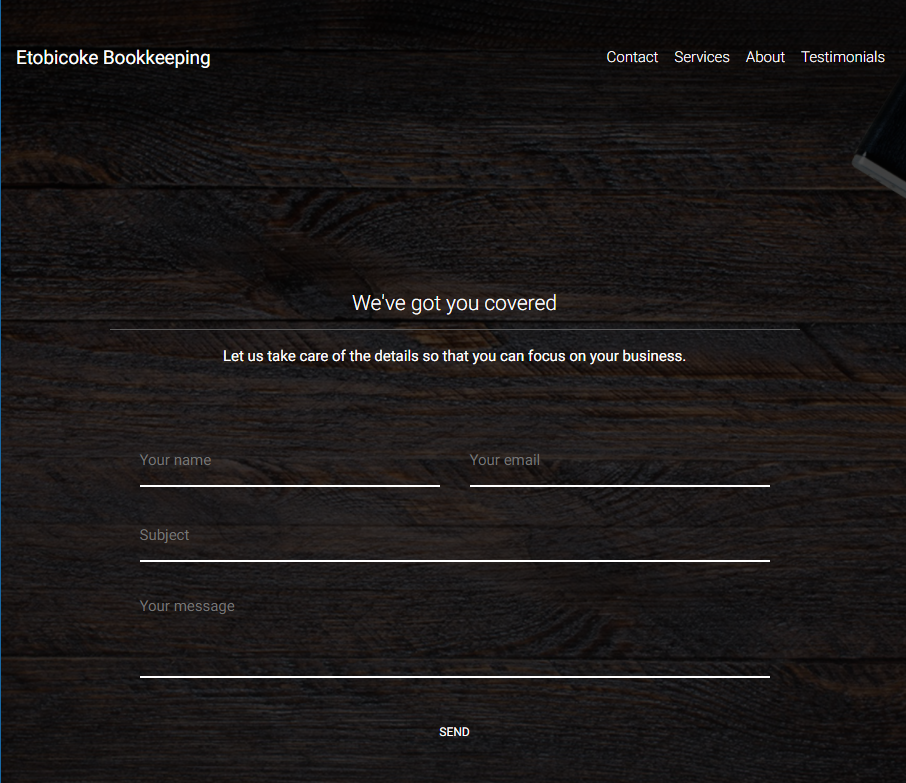 Etobicoke Bookkeeping
Contact Services About Testimonials
We've got you covered
Let us take care of the details so that you can focus on your business.
Your name Your email
Subject
Your message
SEND